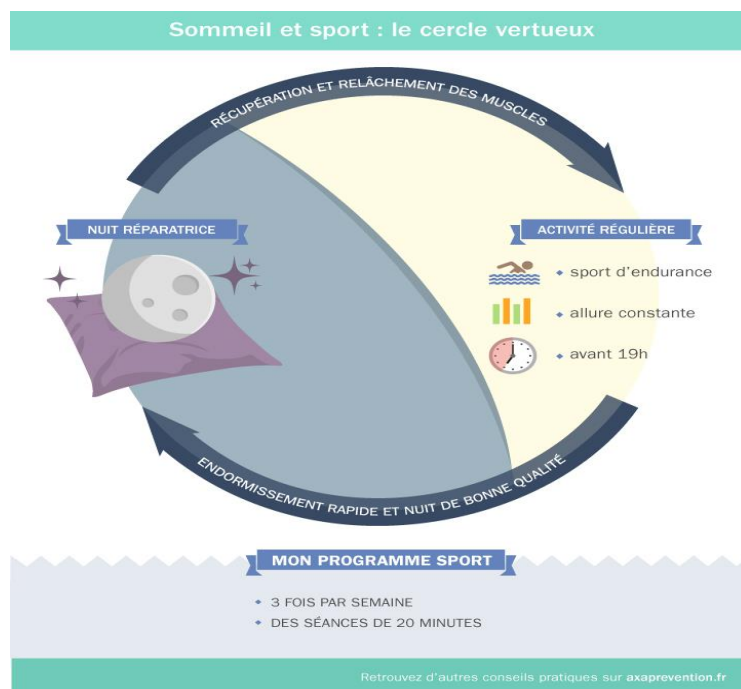 Sommeil et sport : le cercle vertueux
RÉCUPÉRATION ET RELÂCHEMENT DES MUSCLES
NUIT RÉPARATRICE
ACTIVITÉ RÉGULIÈRE
sport d'endurance
allure constante
avant 19h
ENDORMISSEMENT RAPIDE ET NUIT DE BONNE QUALITÉ
MON PROGRAMME SPORT
3 FOIS PAR SEMAINE
DES SÉANCES DE 20 MINUTES
Retrouvez d'autres conseils pratiques sur axaprevention.fr